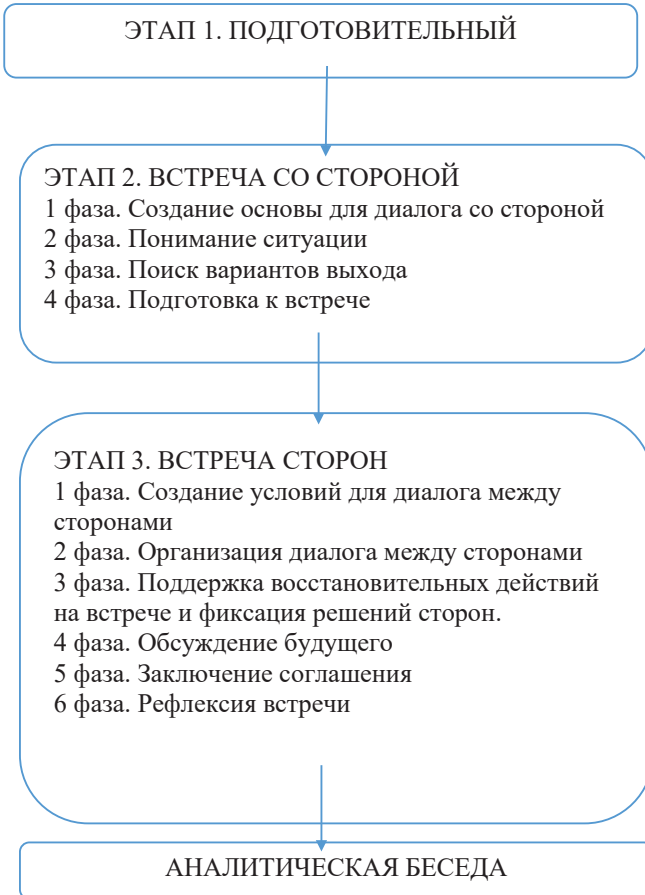 ЭТАП 1. ПОДГОТОВИТЕЛЬНЫЙ
ЭТАП 2. ВСТРЕЧА СО СТОРОНОЙ
1 фаза. Создание основы для диалога со стороной
2 фаза. Понимание ситуации
3 фаза. Поиск вариантов выхода
4 фаза. Подготовка к встрече
ЭТАП 3. ВСТРЕЧА СТОРОН
1 фаза. Создание условий для диалога между
сторонами
2 фаза. Организация диалога между сторонами
3 фаза. Поддержка восстановительных действий
на встрече и фиксация решений сторон.
4 фаза. Обсуждение будущего
5 фаза. Заключение соглашения
6 фаза. Рефлексия встречи
АНАЛИТИЧЕСКАЯ БЕСЕДА